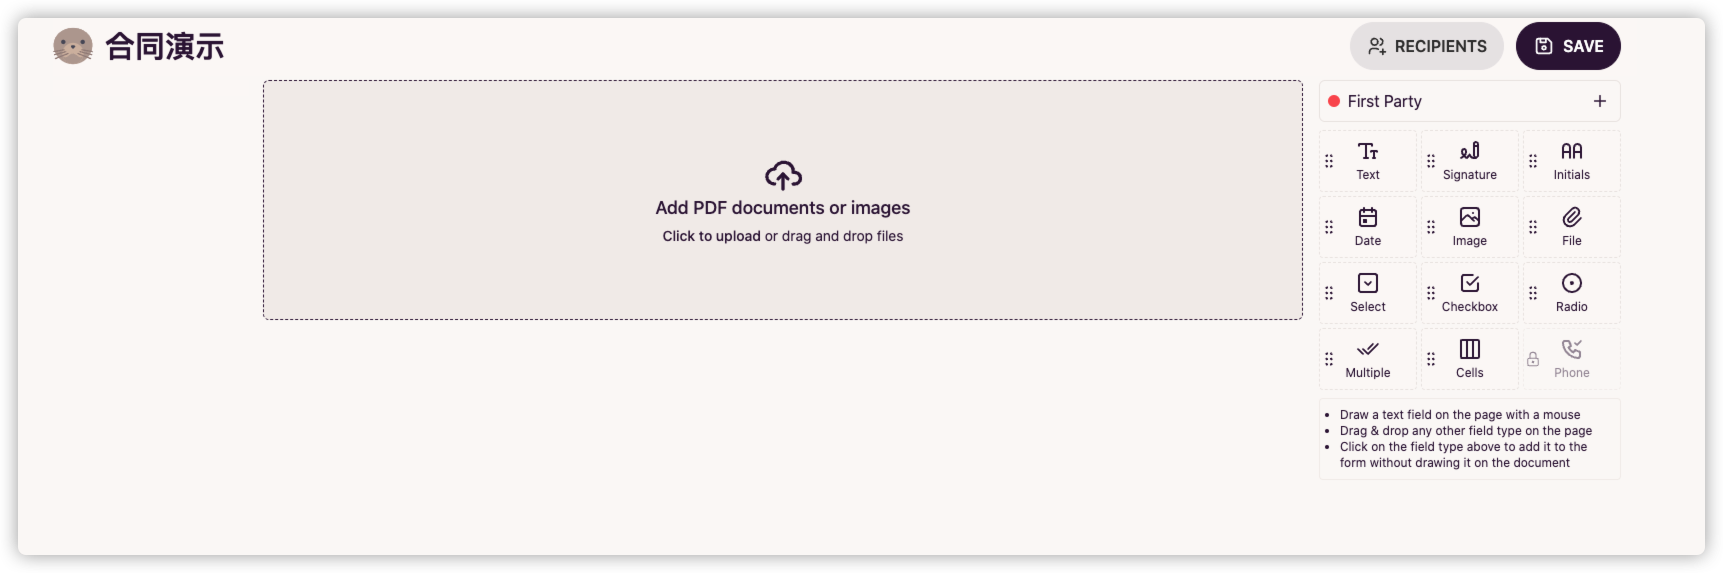 合同演示
RECIPIENTS
SAVE
Add PDF documents or images
Click to upload or drag and drop files
First Party
Text
Signature
Initials
Date
Image
File
Select
Checkbox
Radio
Multiple
Cells
Phone
Draw a text field on the page with a mouse
Drag & drop any other field type on the page
Click on the field type above to add it to the
form without drawing it on the document